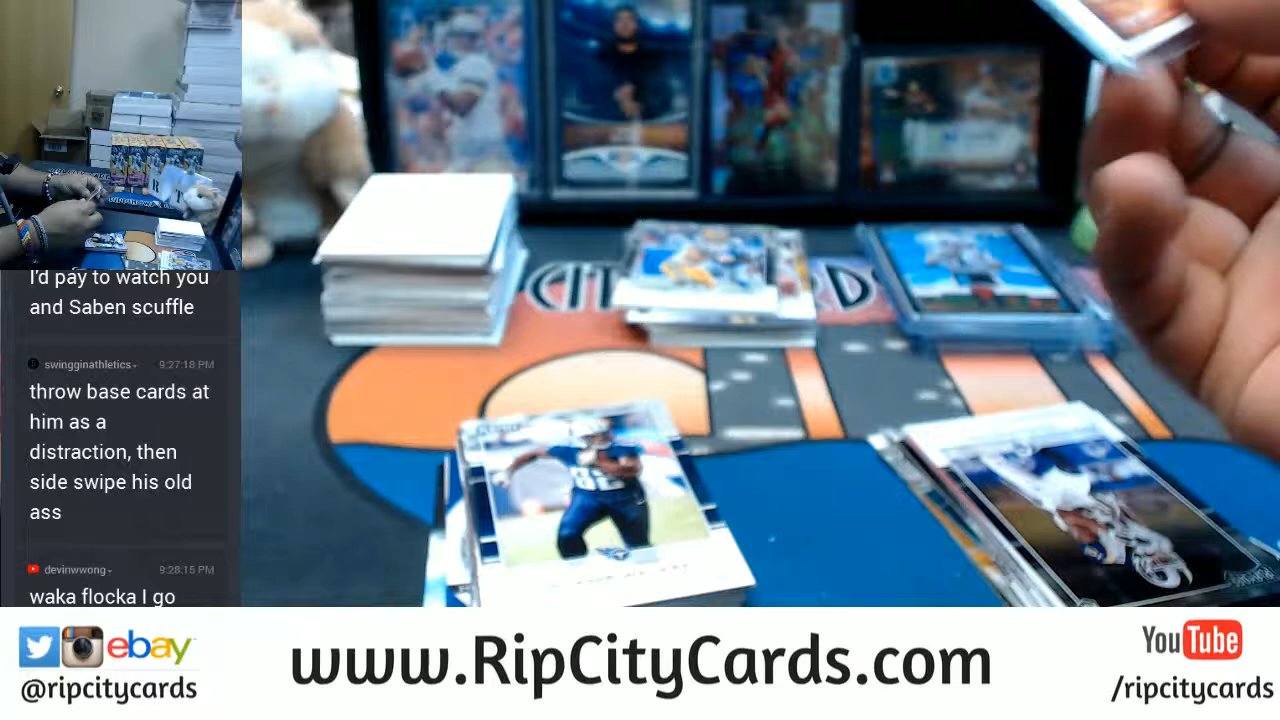 I'd pay to watch you
and Saben scuffle
swingginathletics
9:27:18 PM
throw base cards at
him as a
distraction, then
side swipe his old
ass
devinwwong
9:28:15 PM
waka flocka I go
ebay
@ripcitycards
www.RipCityCards.com
YouTube
/ripcitycards